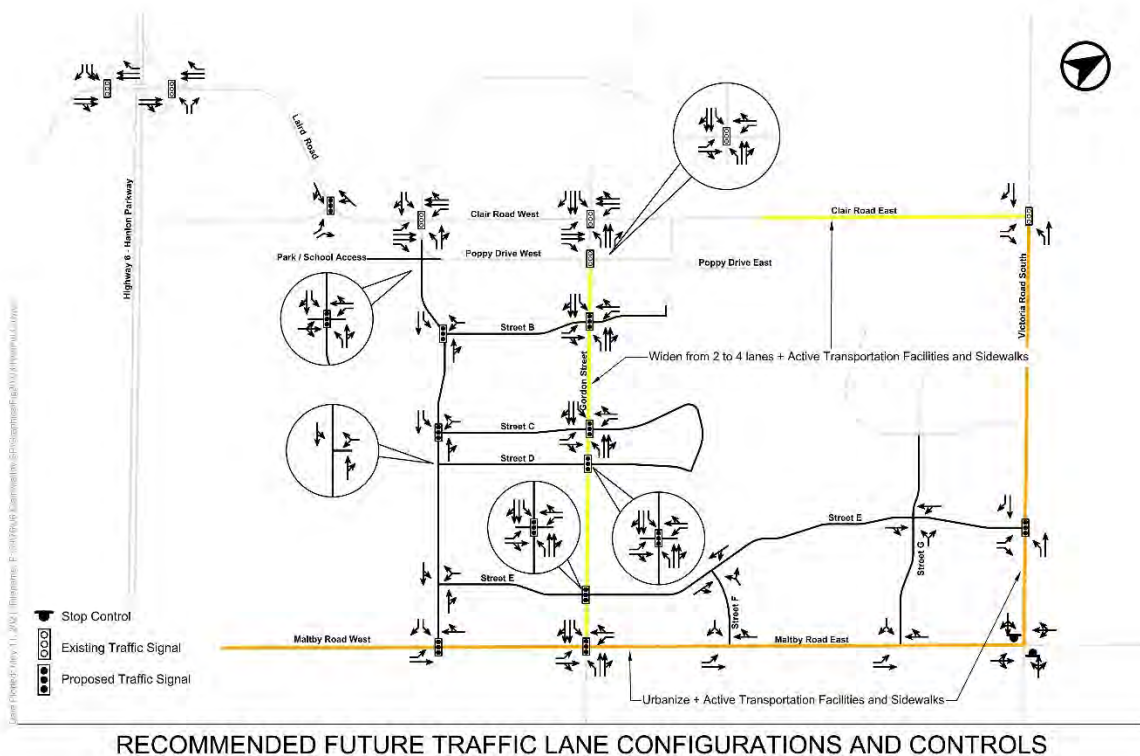 Laird Road
Highway 6 - Hanlon Parkway
Clair Road West
Clair Road East
Park / School Access
Poppy Drive West
Poppy Drive East
Victoria Road South
Street B
Widen from 2 to 4 lanes + Active Transportation Facilities and Sidewalks
Gordon Street
Street C
Street D
Street E
Street E
Street G
Street F
Stop Control
Existing Traffic Signal
Proposed Traffic Signal
Maltby Road West
Maltby Road East
Urbanize + Active Transportation Facilities and Sidewalks
RECOMMENDED FUTURE TRAFFIC LANE CONFIGURATIONS AND CONTROLS